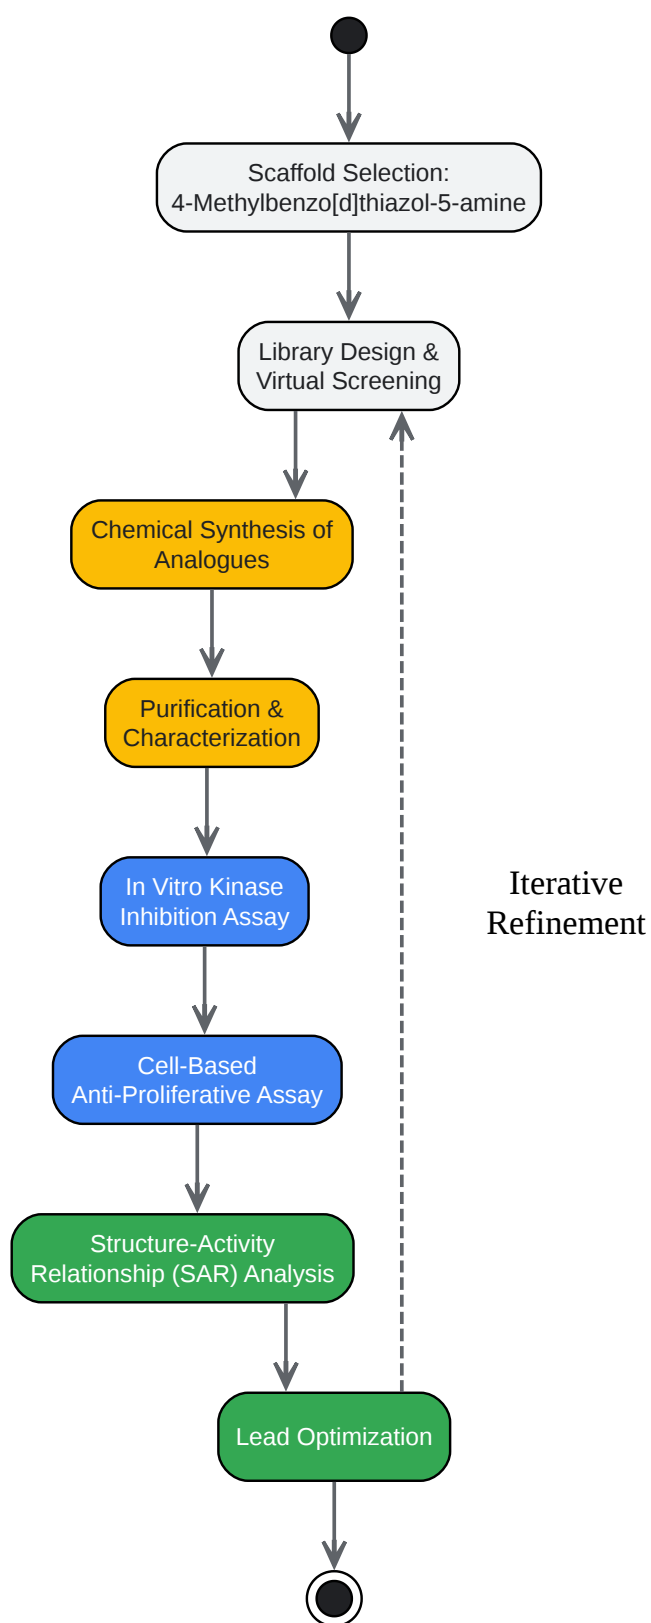 Scaffold Selection:
4-Methylbenzo[d]thiazol-5-amine
Library Design &
Virtual Screening
Chemical Synthesis of
Analogues
Purification &
Characterization
In Vitro Kinase
Inhibition Assay
Iterative
Refinement
Cell-Based
Anti-Proliferative Assay
Structure-Activity
Relationship (SAR) Analysis
Lead Optimization